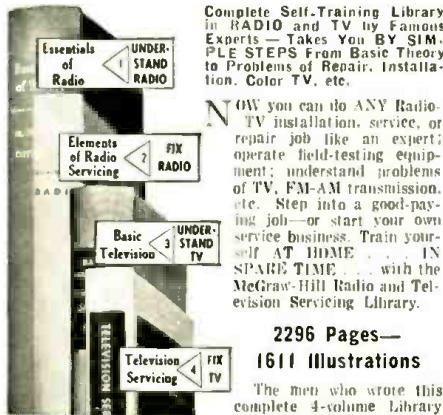 Complete Self-Training Library
in RADIO and TV by Famous
Experts — Takes You BY SIM-
PLE STEPS From Basic Theory
to Problems of Repair, Installa-
tion, Color TV, etc.
NOW you can do ANY Radio-
TV installation, service, or
repair job like an expert;
operate field-testing equip-
ment; understand problems
of TV, FM-AM transmission,
etc. Step into a good-pay-
ing job—or start your own
service business. Train your-
self AT HOME . . . IN
SPARE TIME . . . with the
McGraw-Hill Radio and Tel-
evision Servicing Library.
2296 Pages—
1611 Illustrations
The men who wrote this
complete 4-volume Library
Essentials
of Radio
1
UNDER-
STAND
RADIO
Elements
of Radio
Servicing
2
FIX
RADIO
Basic
Television
3
UNDER-
STAND
TV
Television
Servicing
4
FIX
TV
RADIO
TELEVISION